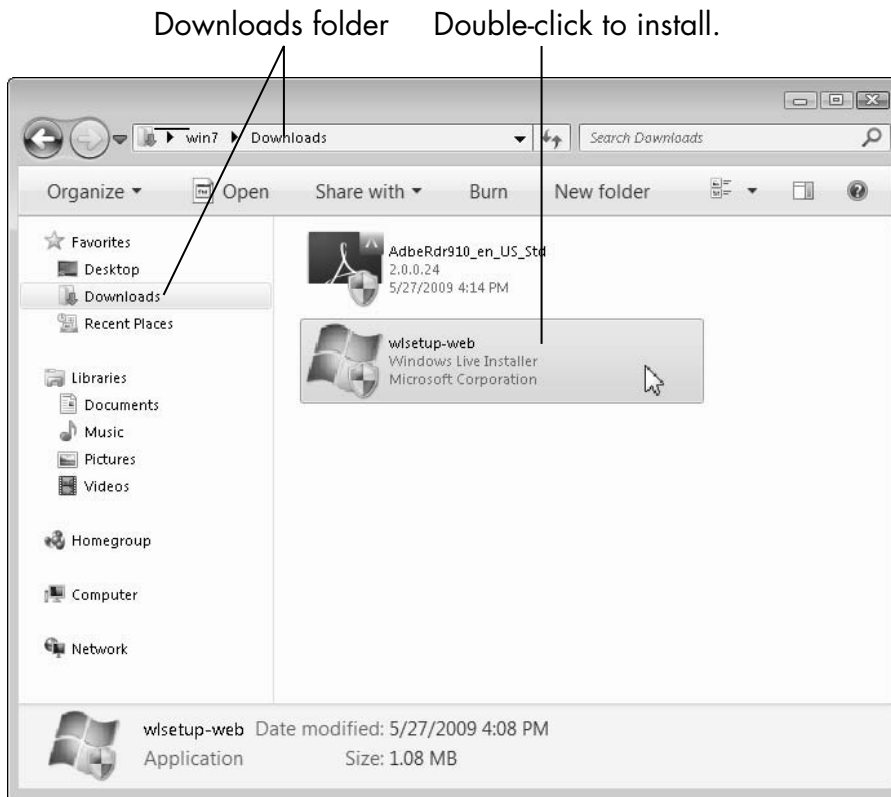 Downloads folder
Double-click to install.
win7 Downloads
Search Downloads
Organize Open Share with Burn New folder
Favorites
Desktop
Downloads
Recent Places
Libraries
Documents
Music
Pictures
Videos
Homegroup
Computer
Network
AdbeRdr910_en_US_Std
2.0.0.24
5/27/2009 4:14 PM
wlsetup-web
Windows Live Installer
Microsoft Corporation
wlsetup-web Date modified: 5/27/2009 4:08 PM
Application Size: 1.08 MB